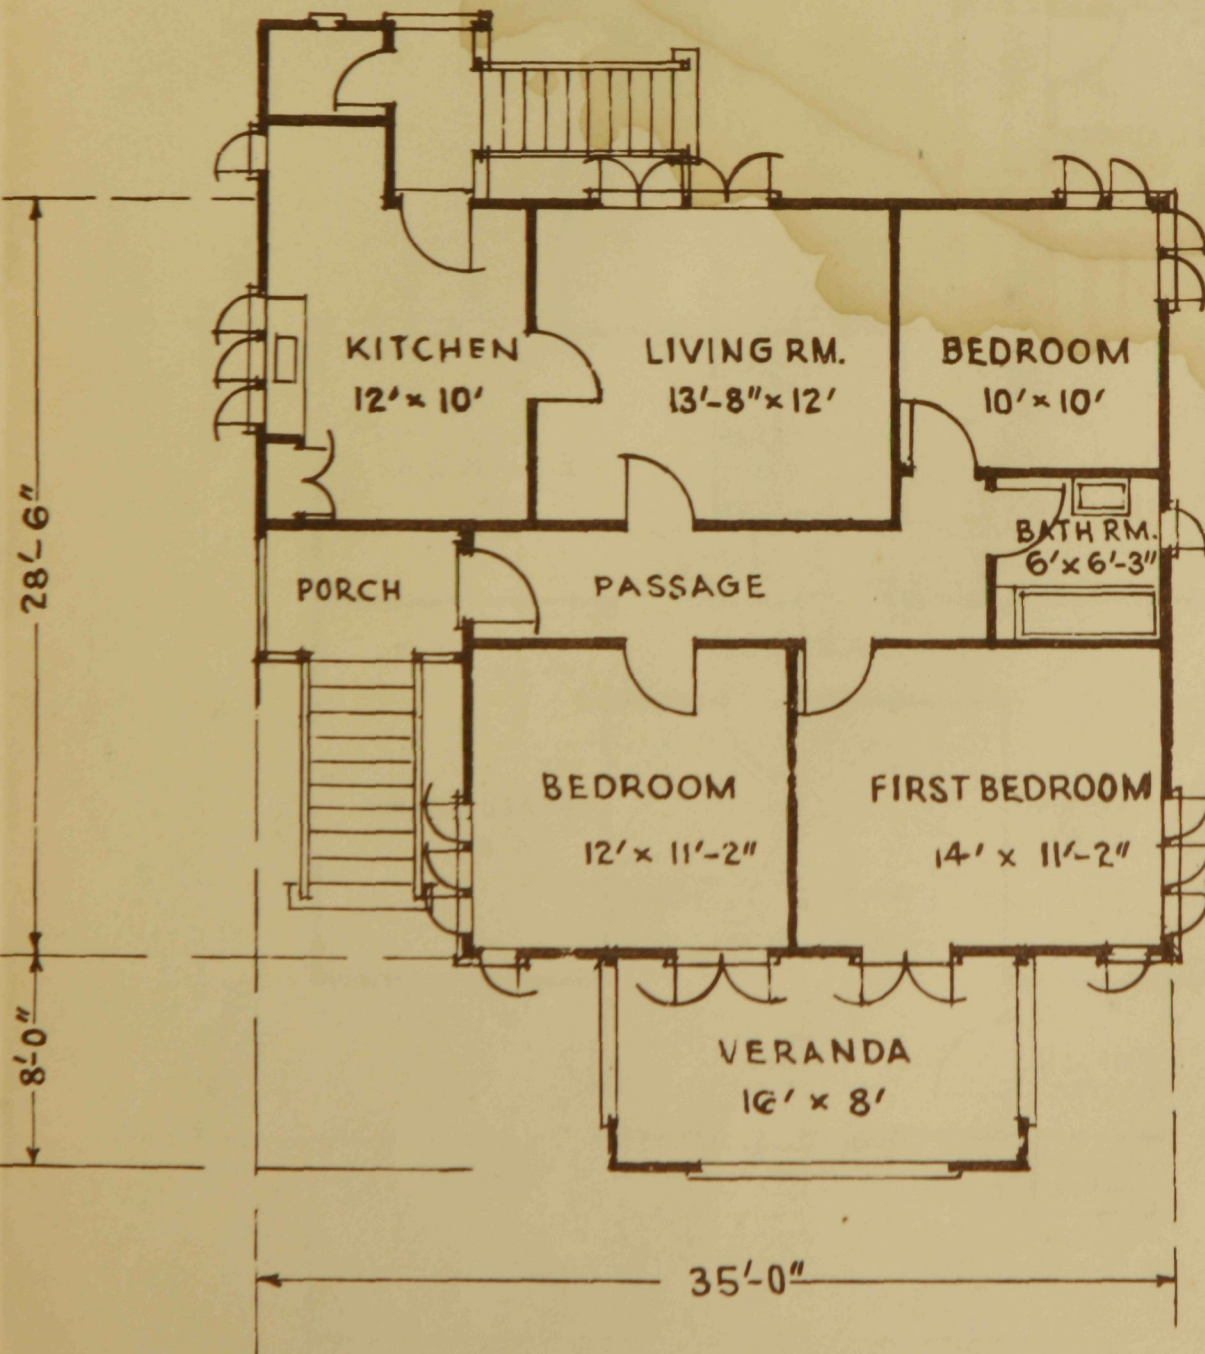 KITCHEN
12' x 10'
LIVING RM.
13'-8" x 12'
BEDROOM
10' x 10'
BATH RM.
6' x 6'-3"
PORCH
PASSAGE
28'-6"
BEDROOM
12' x 11'-2"
FIRST BEDROOM
14' x 11'-2"
8'-0"
VERANDA
16' x 8'
35'-0"